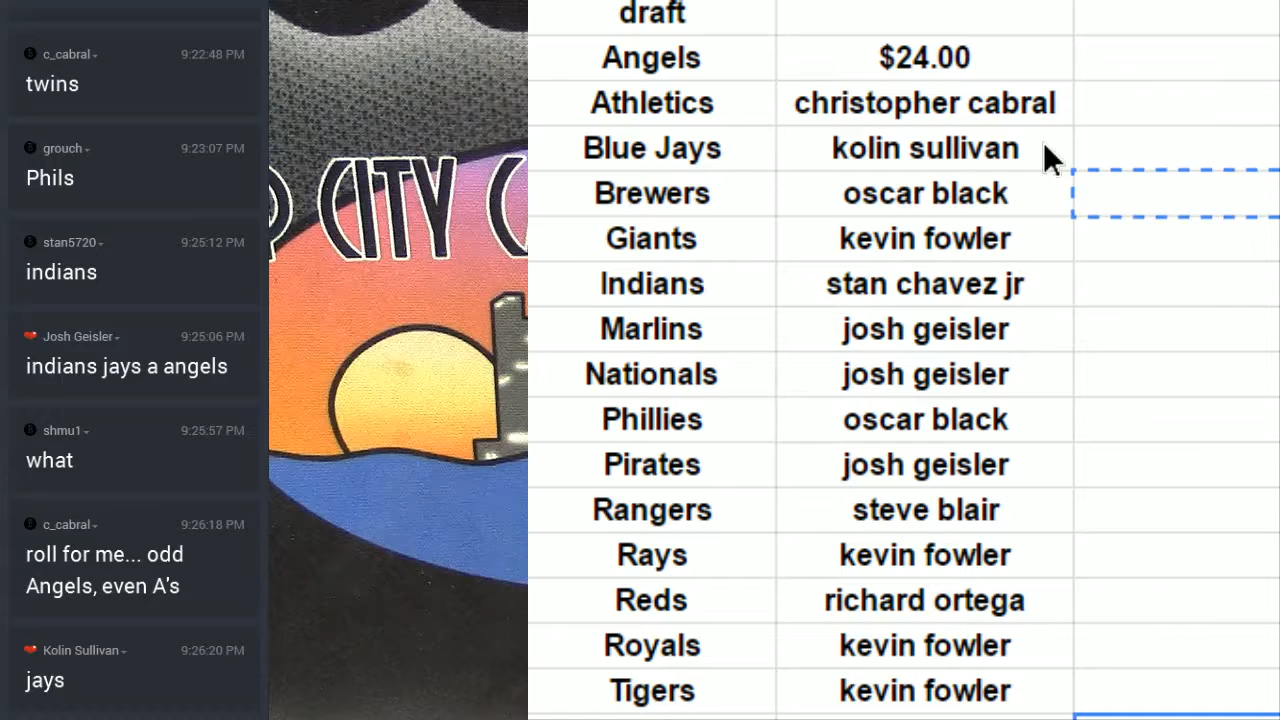 c_cabral 9:22:48 PM
twins
grouch 9:23:07 PM
Phils
stan5720 9:25:12 PM
indians
Josh Geisler 9:25:06 PM
indians jays a angels
shmu1 9:25:57 PM
what
c_cabral 9:26:18 PM
roll for me... odd
Angels, even A's
Kolin Sullivan 9:26:20 PM
jays
CITY
draft
Angels $24.00
Athletics christopher cabral
Blue Jays kolin sullivan
Brewers oscar black
Giants kevin fowler
Indians stan chavez jr
Marlins josh geisler
Nationals josh geisler
Phillies oscar black
Pirates josh geisler
Rangers steve blair
Rays kevin fowler
Reds richard ortega
Royals kevin fowler
Tigers kevin fowler